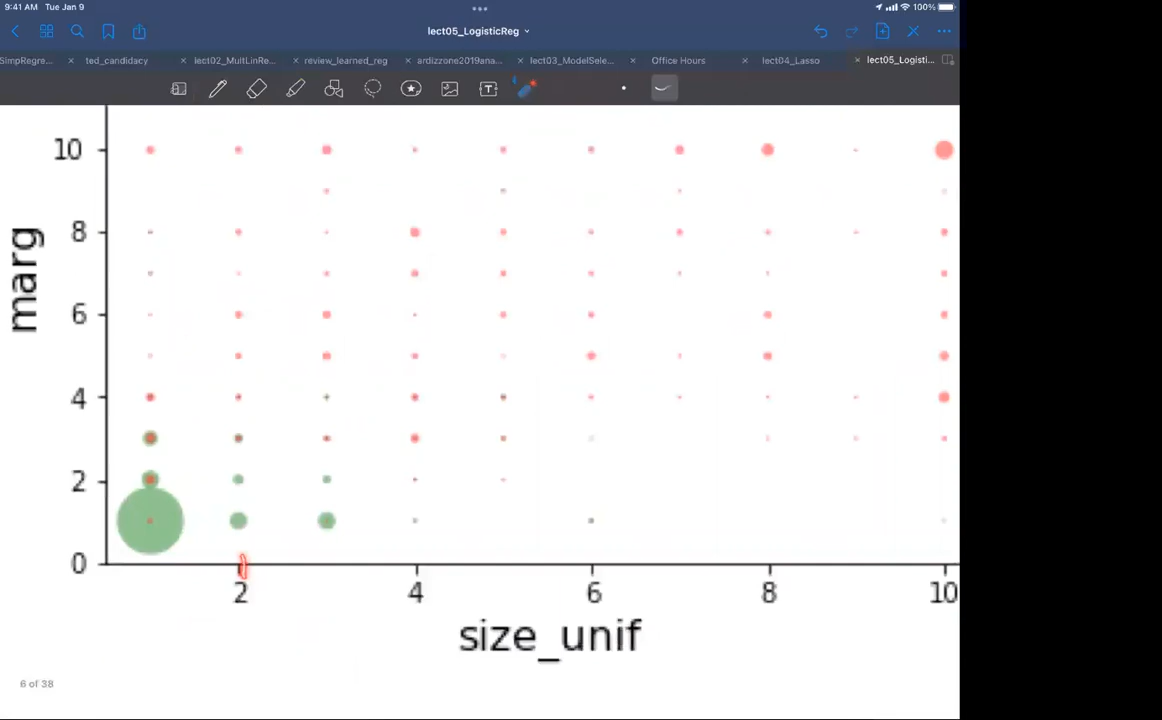 9:41 AM Tue Jan 9
100%
lect05_LogisticReg
SimpRegre...
ted_candidacy
lect02_MultLinRe...
review_learned_reg
ardizzone2019ana...
lect03_ModelSele...
Office Hours
lect04_Lasso
lect05_Logisti...
T
marg
10
8
6
4
2
0
2
4
6
8
10
size_unif
6 of 38